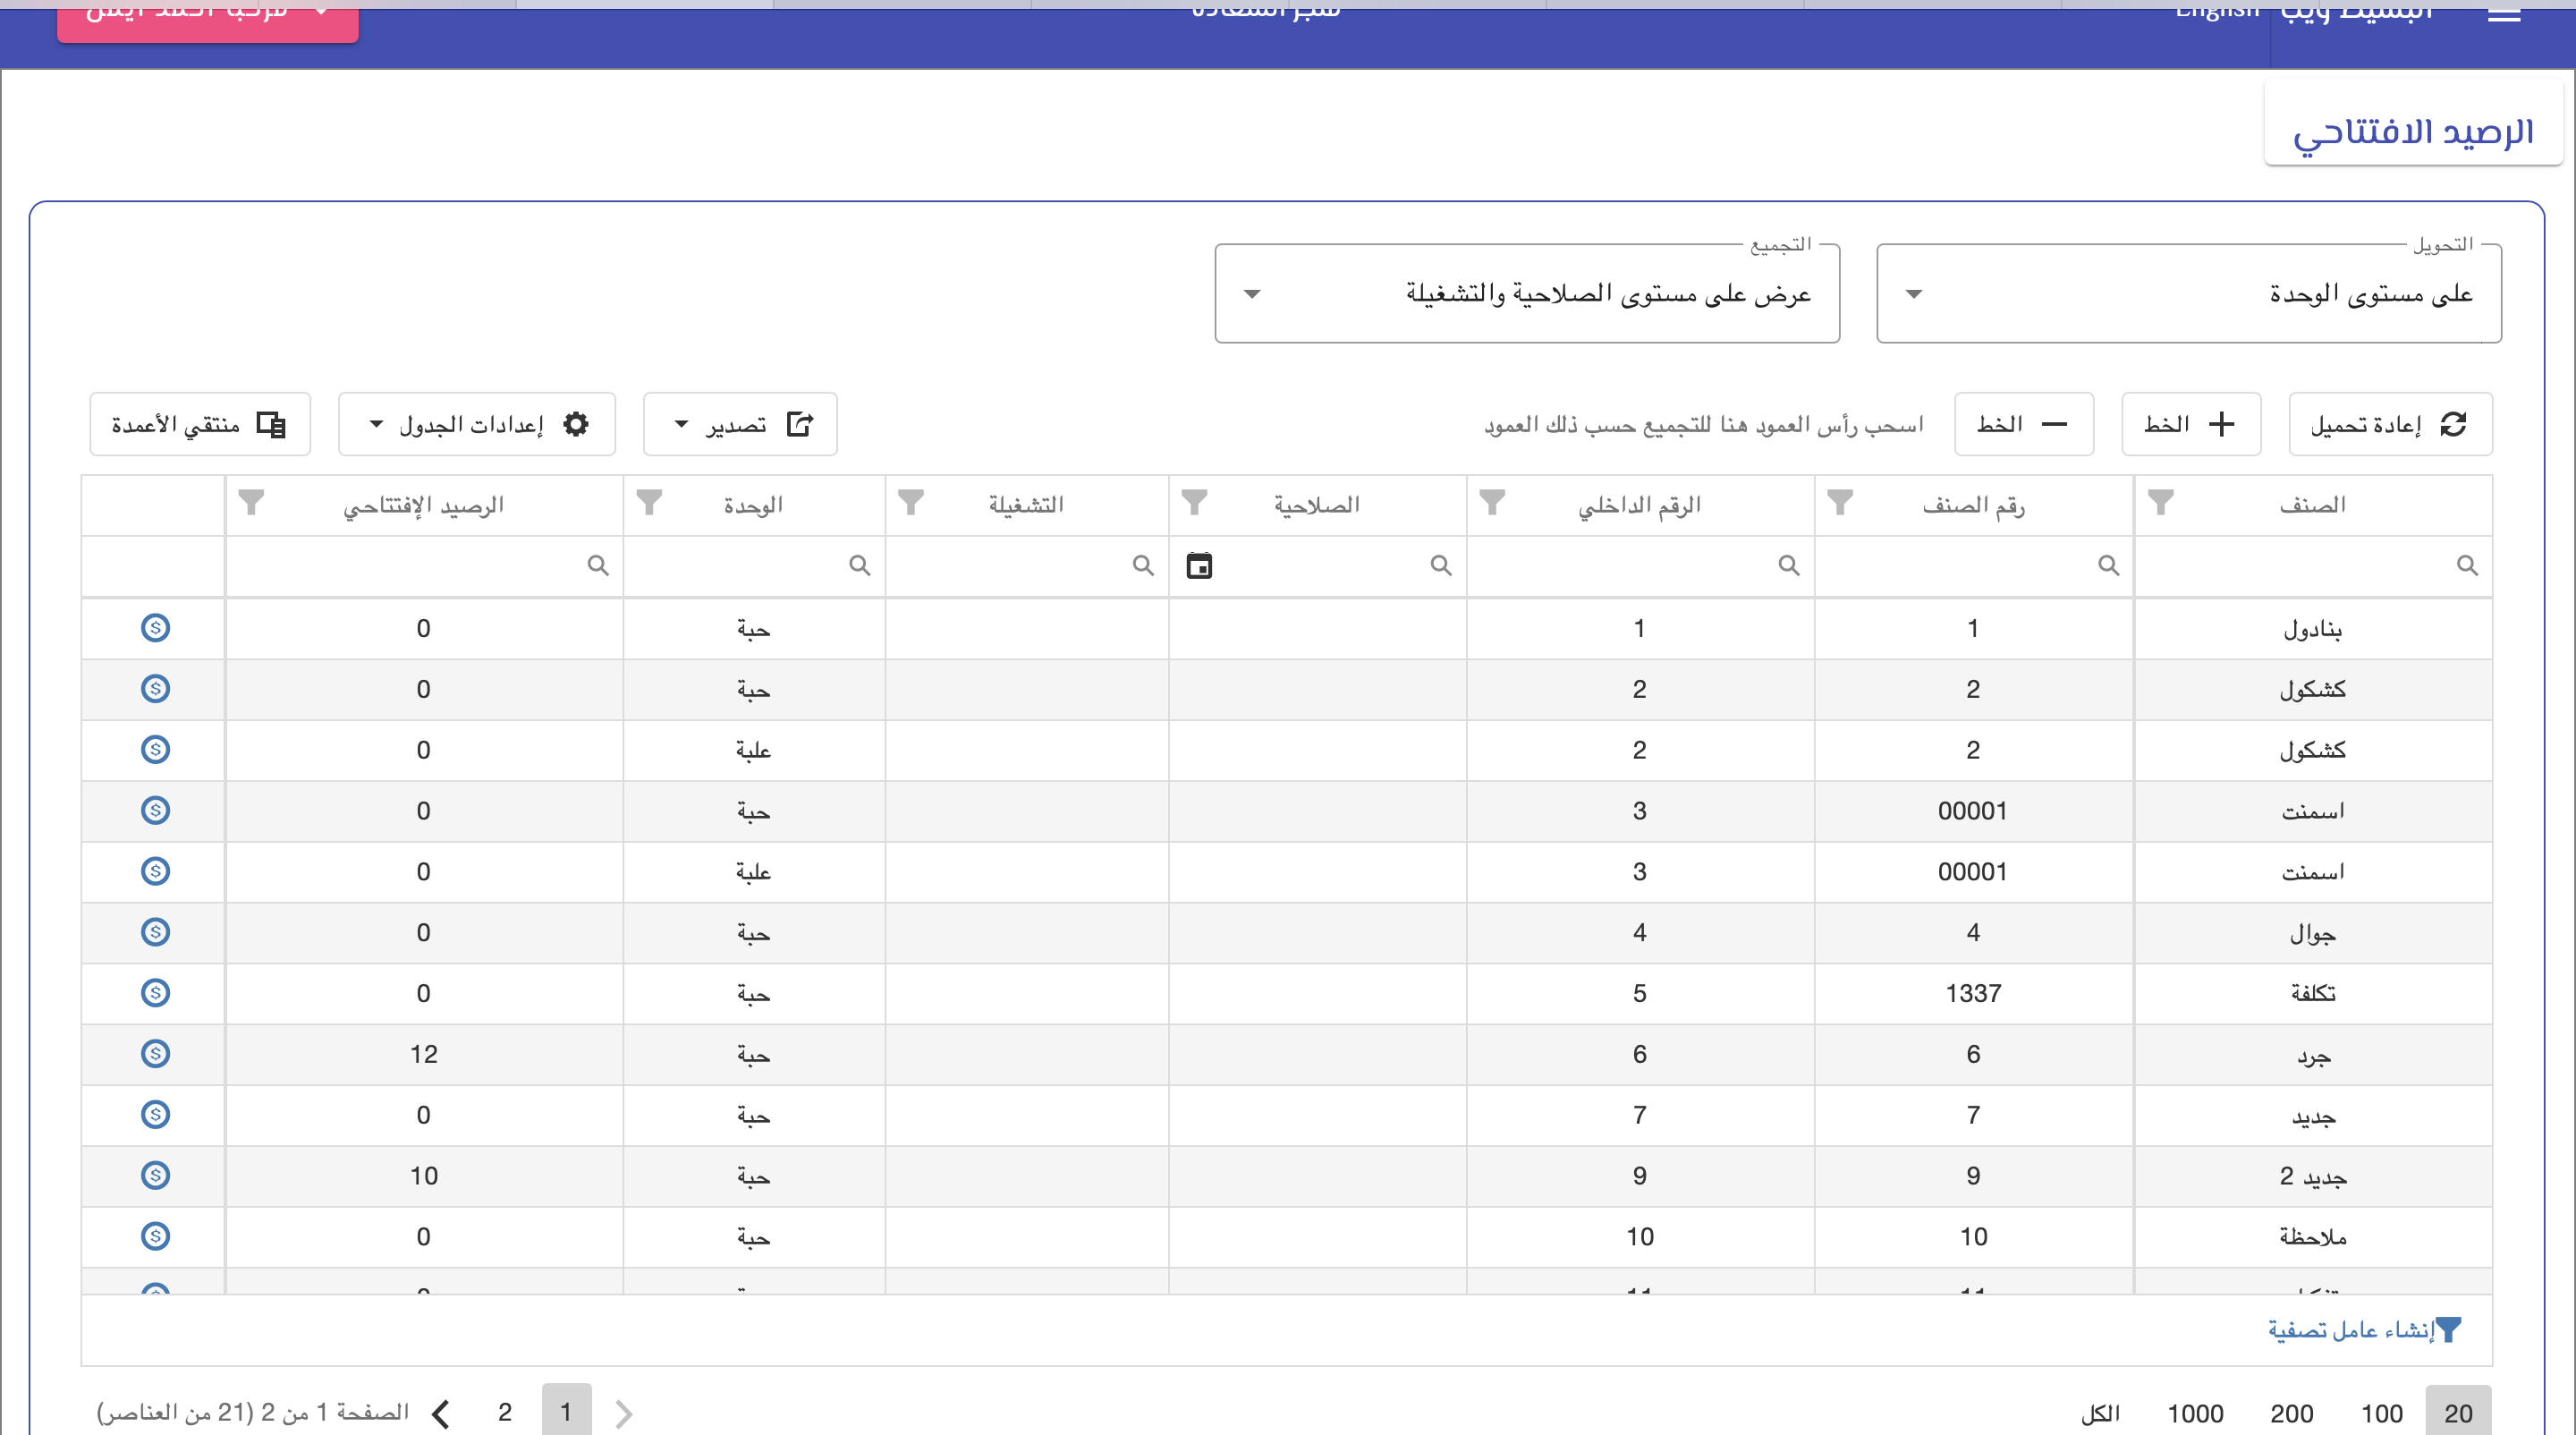 English
الرصيد الافتتاحي
التحويل
على مستوى الوحدة
التجميع
عرض على مستوى الصلاحية والتشغيلة
إعادة تحميل
الخط
الخط
اسحب رأس العمود هنا للتجميع حسب ذلك العمود
تصدير
إعدادات الجدول
منتقي الأعمدة
الصنف رقم الصنف الرقم الداخلي الصلاحية التشغيلة الوحدة الرصيد الإفتتاحي
بنادول 1 1 حبة 0
كشكول 2 2 حبة 0
كشكول 2 2 علبة 0
اسمنت 00001 3 حبة 0
اسمنت 00001 3 علبة 0
جوال 4 4 حبة 0
تكلفة 1337 5 حبة 0
جرد 6 6 حبة 12
جديد 7 7 حبة 0
جديد 2 9 9 حبة 10
ملاحظة 10 10 حبة 0
إنشاء عامل تصفية
20 100 200 1000 الكل
1 2 الصفحة 1 من 2 (21 من العناصر)